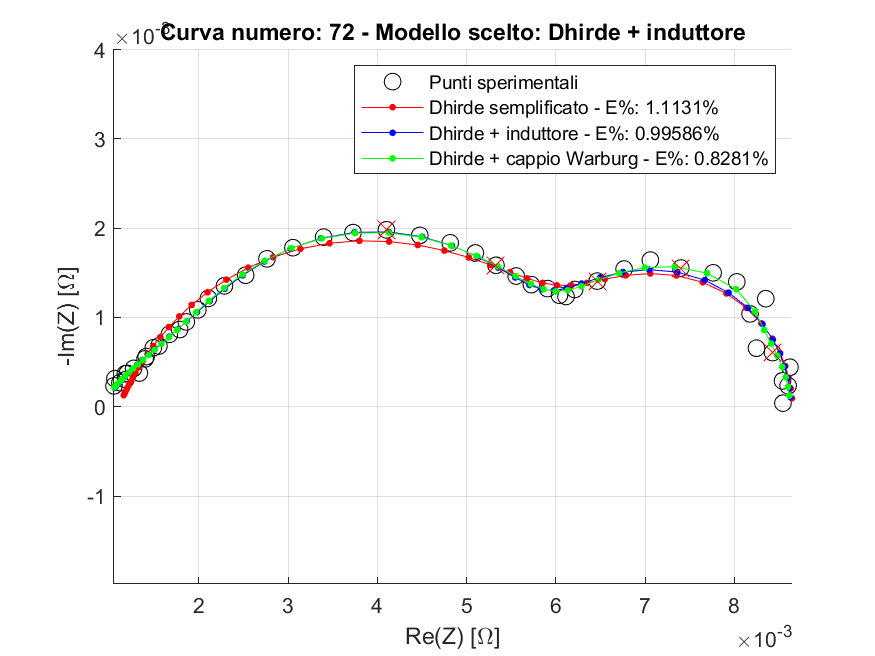 ×10⁻³
Curva numero: 72 - Modello scelto: Dhirde + induttore
Punti sperimentali
Dhirde semplificato - E%: 1.1131%
Dhirde + induttore - E%: 0.99586%
Dhirde + cappio Warburg - E%: 0.8281%
4
3
2
1
0
-1
-Im(Z) [Ω]
2 3 4 5 6 7 8
Re(Z) [Ω]
×10⁻³